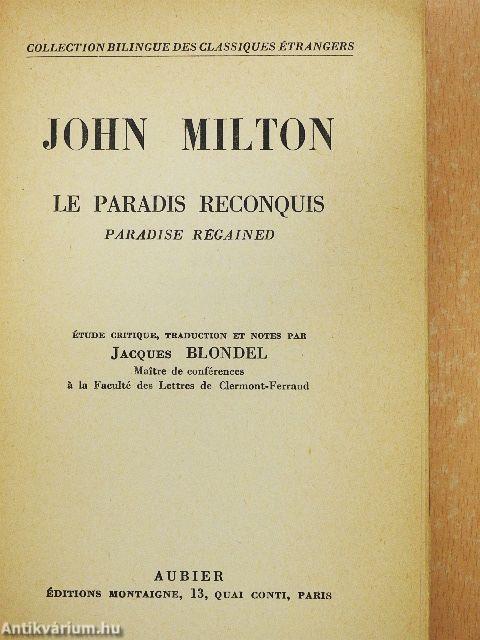 COLLECTION BILINGUE DES CLASSIQUES ÉTRANGERS
JOHN MILTON
LE PARADIS RECONQUIS
PARADISE REGAINED
ÉTUDE CRITIQUE, TRADUCTION ET NOTES PAR
JACQUES BLONDEL
Maître de conférences
à la Faculté des Lettres de Clermont-Ferrand
AUBIER
ÉDITIONS MONTAIGNE, 13, QUAI CONTI, PARIS
Antikvárium.hu